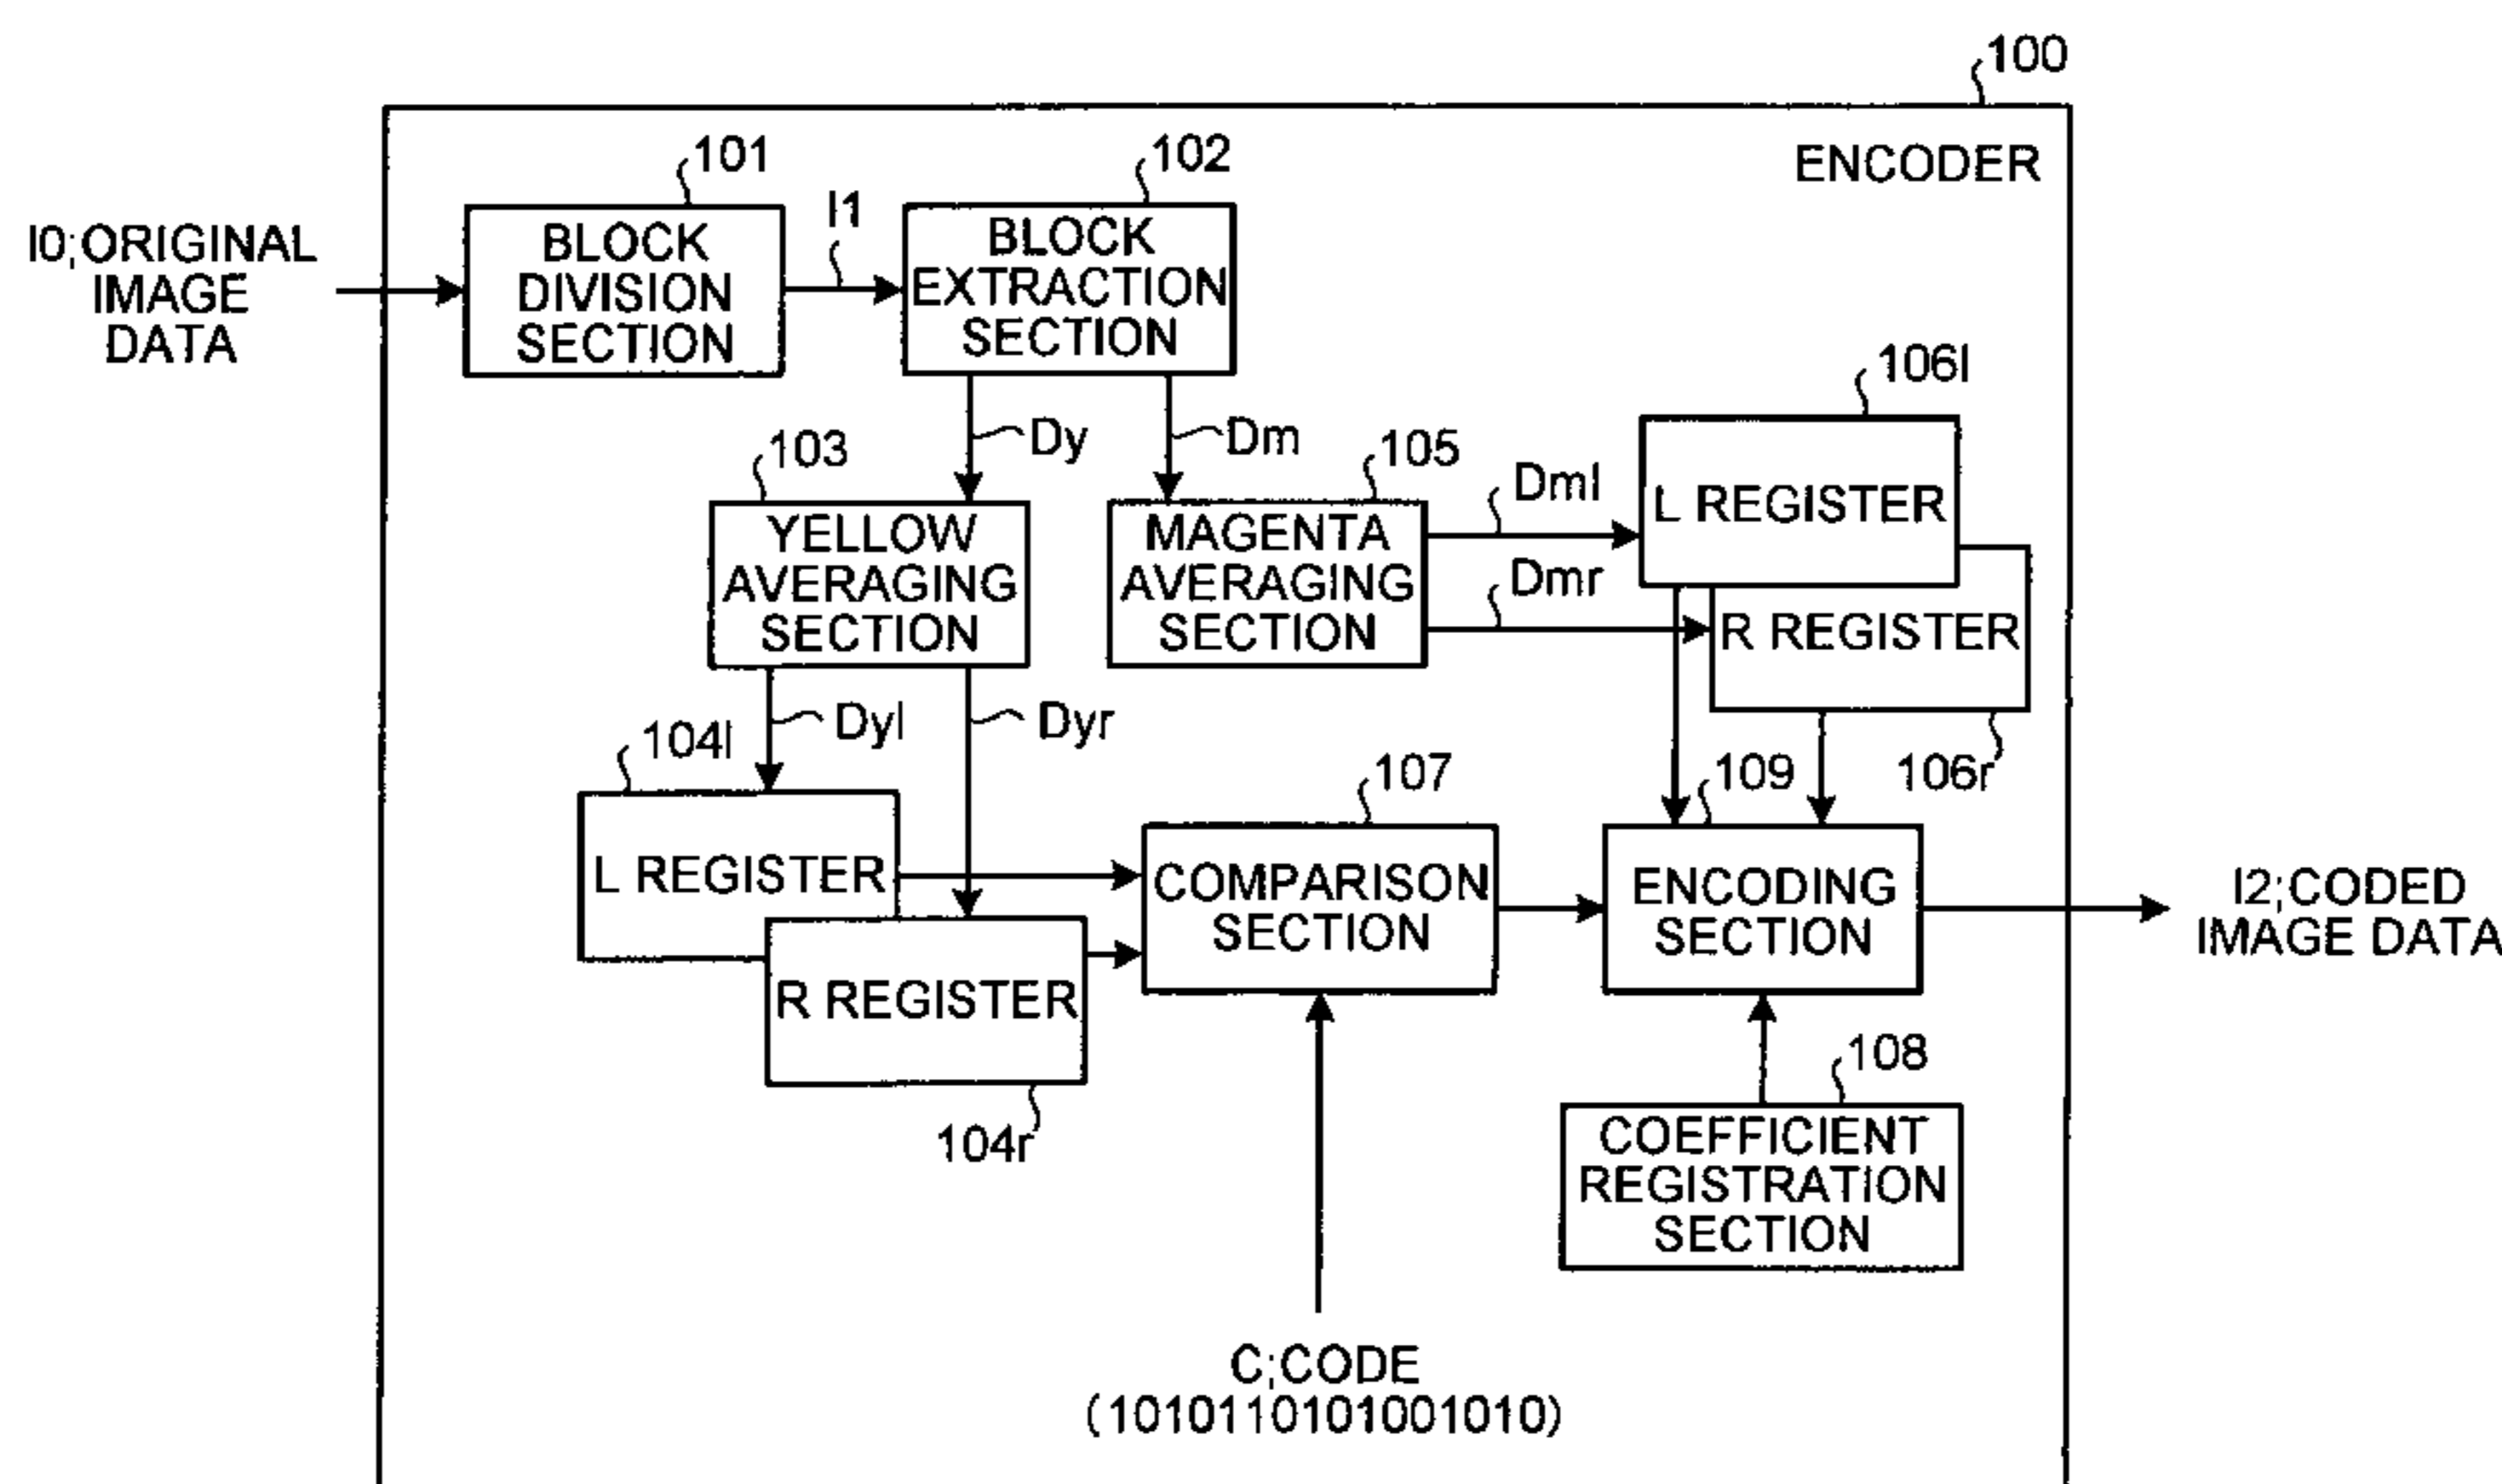 100
ENCODER
101
102
I0;ORIGINAL
IMAGE
DATA
BLOCK
DIVISION
SECTION
I1
BLOCK
EXTRACTION
SECTION
Dy
Dm
103
YELLOW
AVERAGING
SECTION
105
MAGENTA
AVERAGING
SECTION
Dml
Dmr
106l
L REGISTER
R REGISTER
106r
Dyl
Dyr
104l
L REGISTER
R REGISTER
104r
107
COMPARISON
SECTION
109
ENCODING
SECTION
I2;CODED
IMAGE DATA
108
COEFFICIENT
REGISTRATION
SECTION
C;CODE
(1010110101001010)